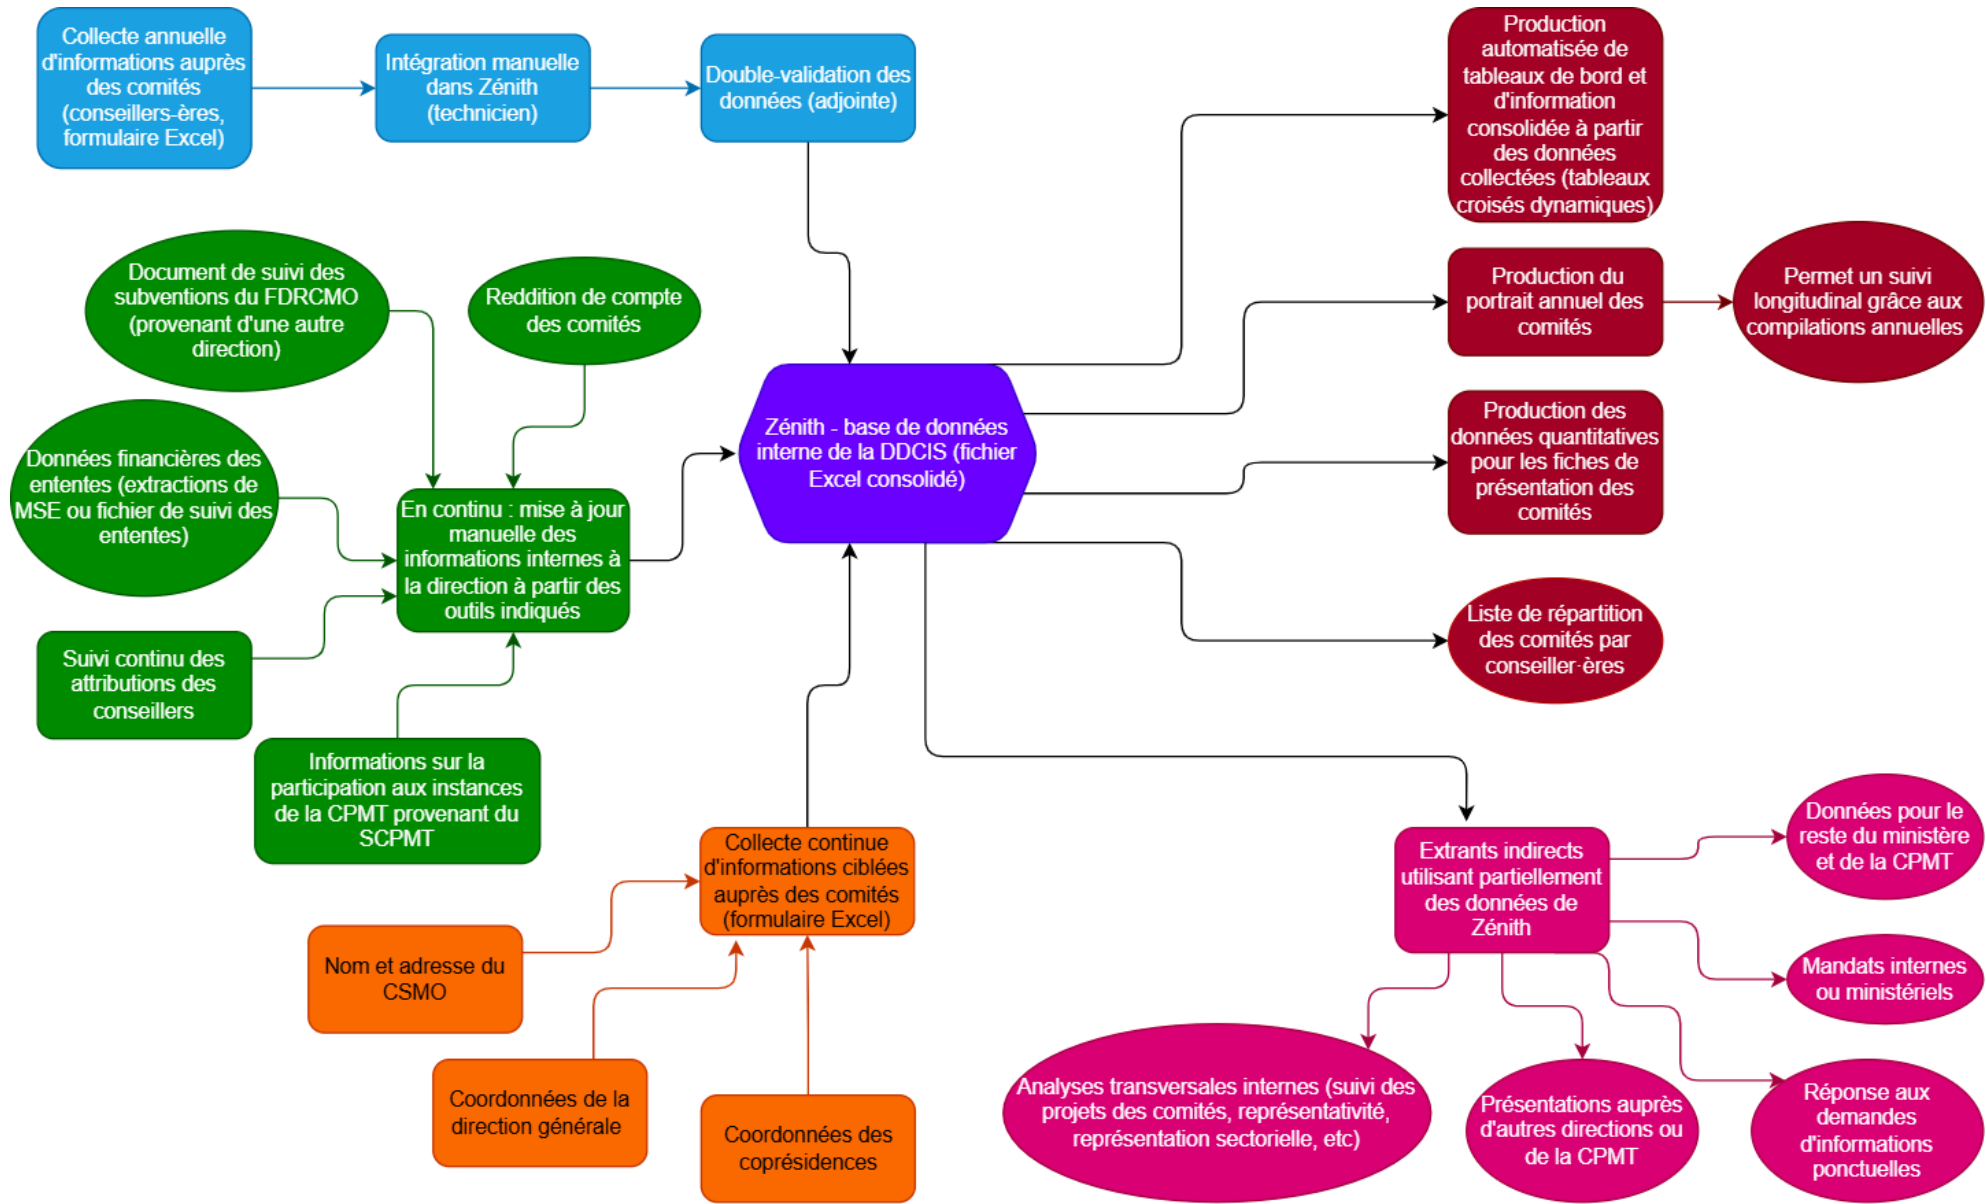 Collecte annuelle
d'informations auprès
des comités
(conseillers-ères,
formulaire Excel)
Intégration manuelle
dans Zénith
(technicien)
Double-validation des
données (adjointe)
Production
automatisée de
tableaux de bord et
d'information
consolidée à partir
des données
collectées (tableaux
croisés dynamiques)
Document de suivi des
subventions du FDRCMO
(provenant d'une autre
direction)
Reddition de compte
des comités
Production du
portrait annuel des
comités
Permet un suivi
longitudinal grâce aux
compilations annuelles
Données financières des
ententes (extractions de
MSE ou fichier de suivi des
ententes)
En continu : mise à jour
manuelle des
informations internes à
la direction à partir des
outils indiqués
Zénith - base de données
interne de la DDCIS (fichier
Excel consolidé)
Production des
données quantitatives
pour les fiches de
présentation des
comités
Suivi continu des
attributions des
conseillers
Liste de répartition
des comités par
conseiller·ères
Informations sur la
participation aux instances
de la CPMT provenant du
SCPMT
Collecte continue
d'informations ciblées
auprès des comités
(formulaire Excel)
Extrants indirects
utilisant partiellement
des données de
Zénith
Données pour le
reste du ministère
et de la CPMT
Nom et adresse du
CSMO
Mandats internes
ou ministériels
Coordonnées de la
direction générale
Coordonnées des
coprésidences
Analyses transversales internes (suivi des
projets des comités, représentativité,
représentation sectorielle, etc)
Présentations auprès
d'autres directions ou
de la CPMT
Réponse aux
demandes
d'informations
ponctuelles